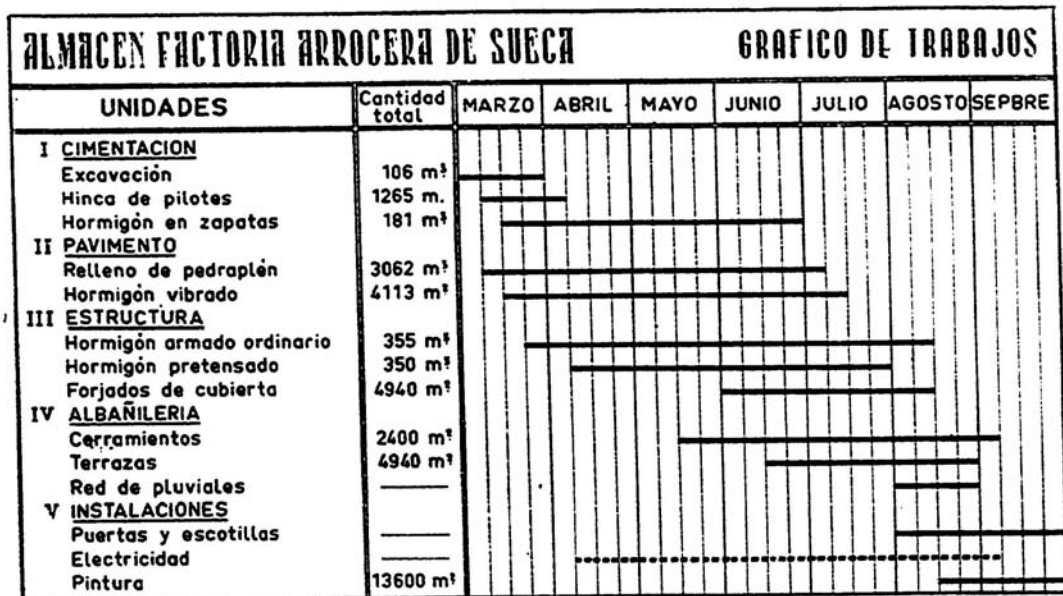 ALMACEN FACTORIA ARROCERA DE SUECA GRAFICO DE TRABAJOS
UNIDADES Cantidad total MARZO ABRIL MAYO JUNIO JULIO AGOSTO SEPBRE
I CIMENTACION
Excavación 106 m³
Hinca de pilotes 1265 m.
Hormigón en zapatas 181 m³
II PAVIMENTO
Relleno de pedraplén 3062 m³
Hormigón vibrado 4113 m²
III ESTRUCTURA
Hormigón armado ordinario 355 m³
Hormigón pretensado 350 m³
Forjados de cubierta 4940 m²
IV ALBAÑILERIA
Cerramientos 2400 m²
Terrazas 4940 m²
Red de pluviales
V INSTALACIONES
Puertas y escotillas
Electricidad
Pintura 13600 m²